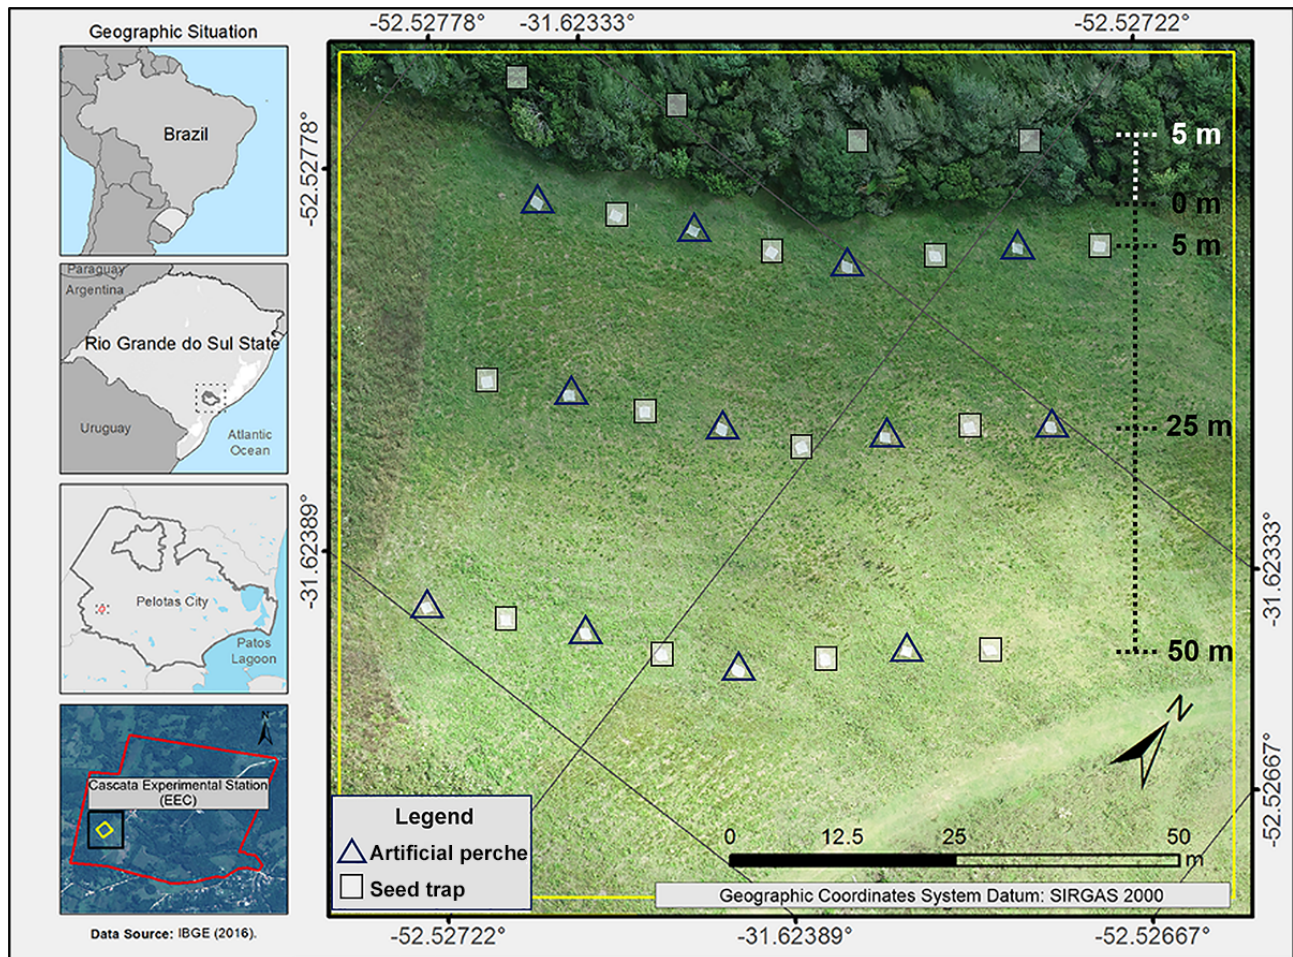 Geographic Situation
Brazil
Paraguay
Argentina
Rio Grande do Sul State
Uruguay
Atlantic
Ocean
Pelotas City
Patos
Lagoon
N
Cascata Experimental Station
(EEC)
Data Source: IBGE (2016).
-52.52778° -31.62333° -52.52722°
-52.52778°
-31.62389°
5 m
0 m
5 m
25 m
50 m
-31.62333°
-52.52667°
N
Legend
Artificial perche
Seed trap
0 12.5 25 50
m
Geographic Coordinates System Datum: SIRGAS 2000
-52.52722° -31.62389° -52.52667°